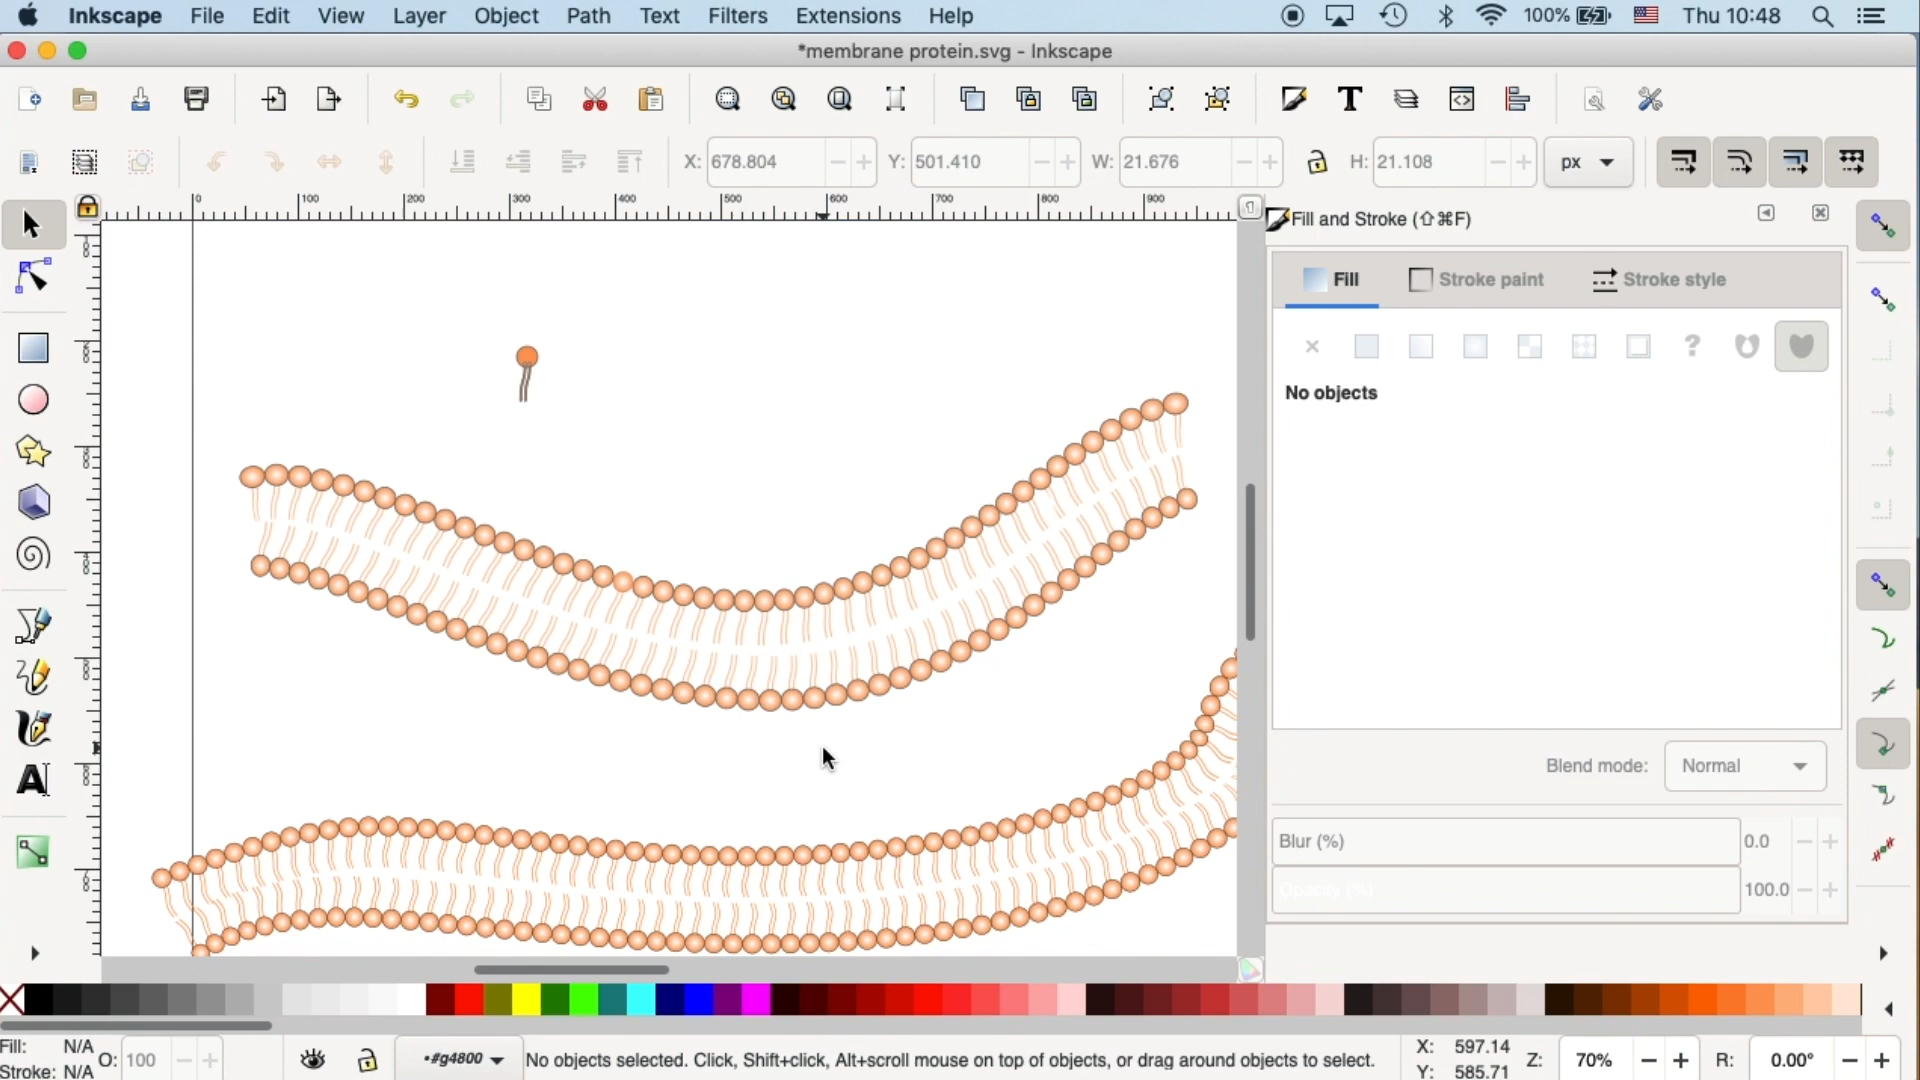 Inkscape File Edit View Layer Object Path Text Filters Extensions Help 100% Thu 10:48
*membrane protein.svg - Inkscape
X: 678.804 Y: 501.410 W: 21.676 H: 21.108 px
0 100 200 300 400 500 600 700 800 900
Fill and Stroke (⇧⌘F)
Fill Stroke paint Stroke style
No objects
Blend mode: Normal
Blur (%) 0.0
Opacity (%) 100.0
Fill: N/A O: 100 •#g4800 No objects selected. Click, Shift+click, Alt+scroll mouse on top of objects, or drag around objects to select. X: 597.14 Z: 70% R: 0.00°
Stroke: N/A Y: 585.71